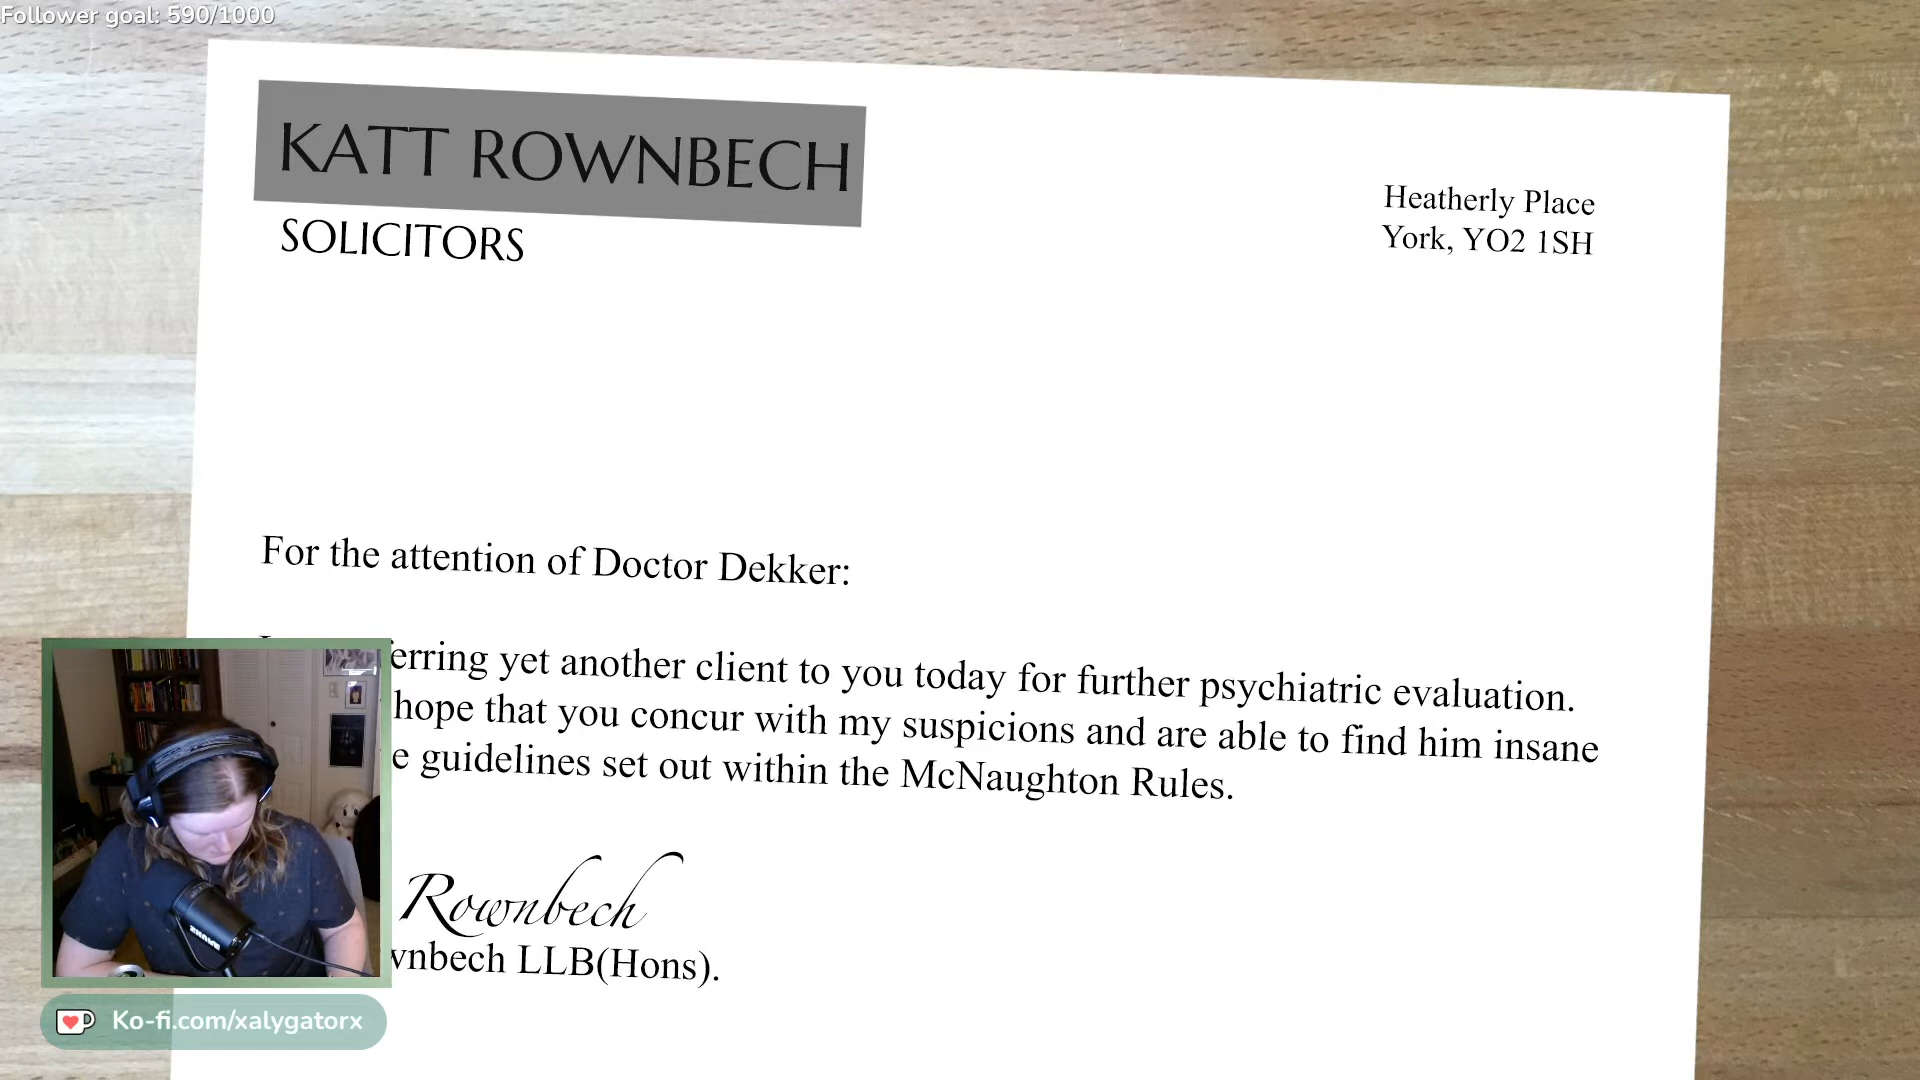 Follower goal: 590/1000
KATT ROWNBECH
SOLICITORS
Heatherly Place
York, YO2 1SH
For the attention of Doctor Dekker:
erring yet another client to you today for further psychiatric evaluation.
hope that you concur with my suspicions and are able to find him insane
e guidelines set out within the McNaughton Rules.
Rownbech
wnbech LLB(Hons).
Ko-fi.com/xalygatorx